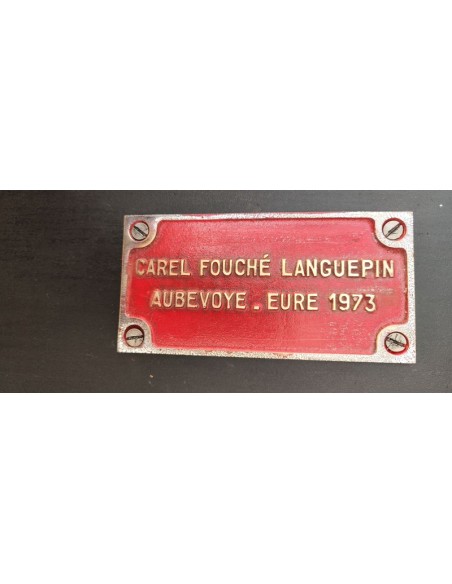 CAREL FOUCHÉ LANGUEPIN
AUBEVOYE . EURE 1973